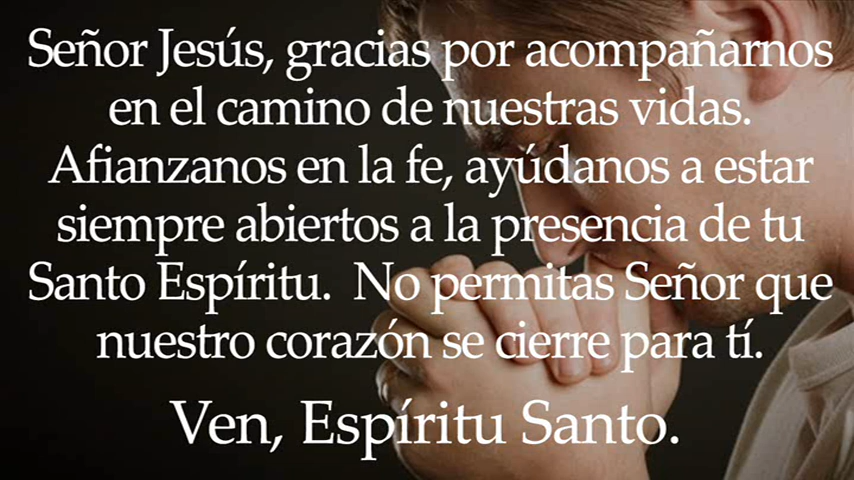 Señor Jesús, gracias por acompañarnos
en el camino de nuestras vidas.
Afianzanos en la fe, ayúdanos a estar
siempre abiertos a la presencia de tu
Santo Espíritu. No permitas Señor que
nuestro corazón se cierre para tí.
Ven, Espíritu Santo.